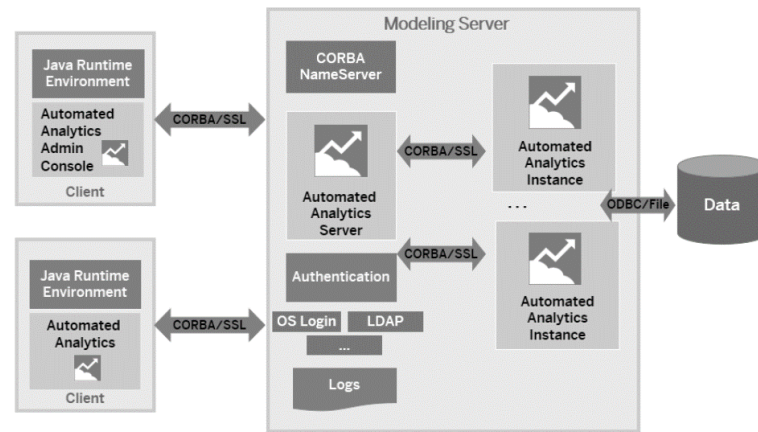 Modeling Server
Java Runtime
Environment
Automated
Analytics
Admin
Console
Client
CORBA/SSL
CORBA
NameServer
Automated
Analytics
Server
CORBA/SSL
Automated
Analytics
Instance
...
ODBC/File
Data
Java Runtime
Environment
Automated
Analytics
Client
CORBA/SSL
Authentication
OS Login
LDAP
...
Logs
CORBA/SSL
Automated
Analytics
Instance